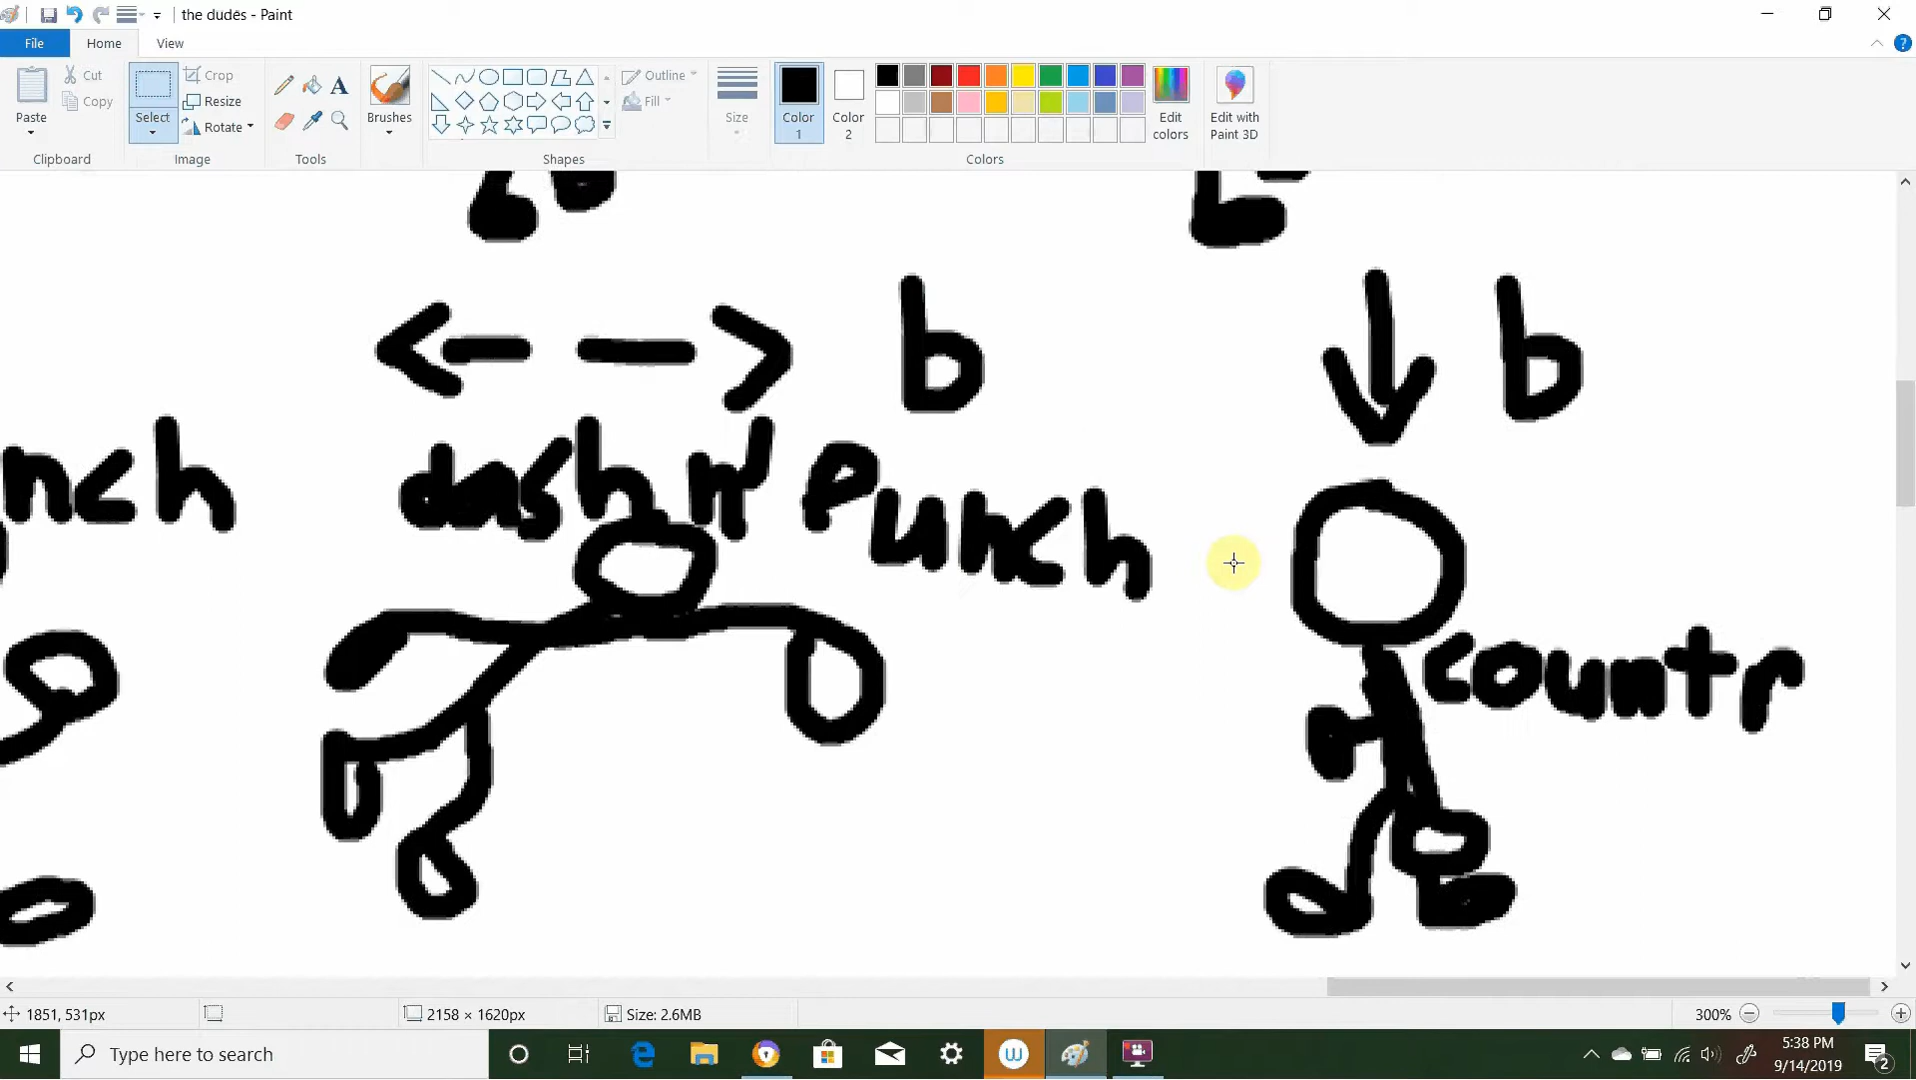 the dudes - Paint
File Home View
Cut
Copy
Paste
Clipboard
Select
Crop
Resize
Rotate
Image
Tools
Brushes
Outline
Fill
Shapes
Size
Color 1
Color 2
Edit colors
Edit with Paint 3D
Colors
b
b
nch
dash n' Punch
countr
1851, 531px
2158 × 1620px
Size: 2.6MB
300%
Type here to search
5:38 PM
9/14/2019
2